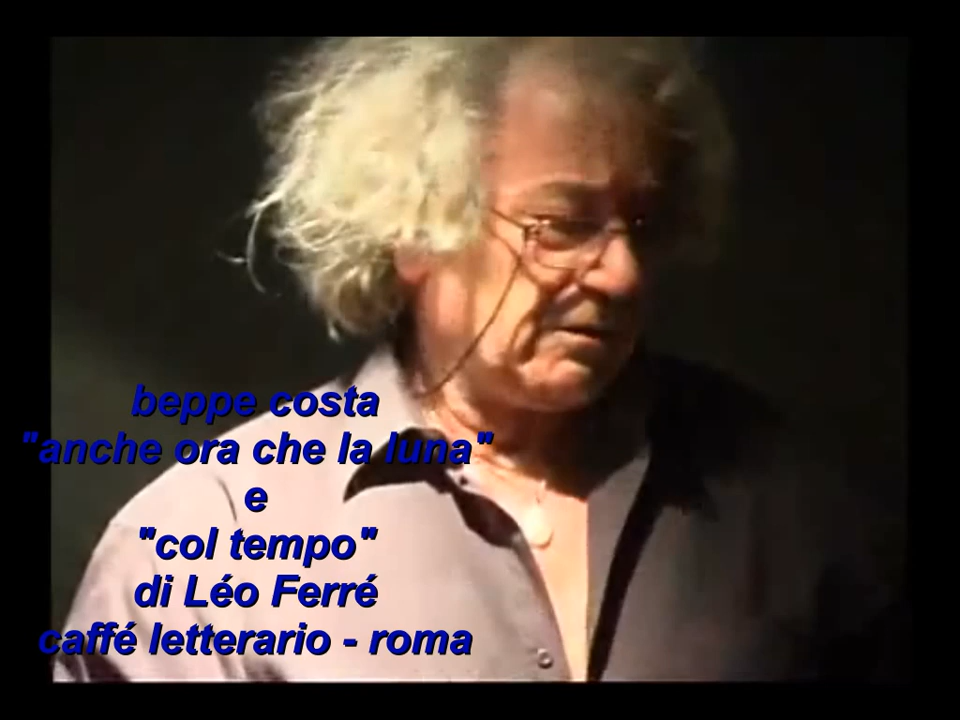 beppe costa
"anche ora che la luna"
e
"col tempo"
di Léo Ferré
caffé letterario - roma